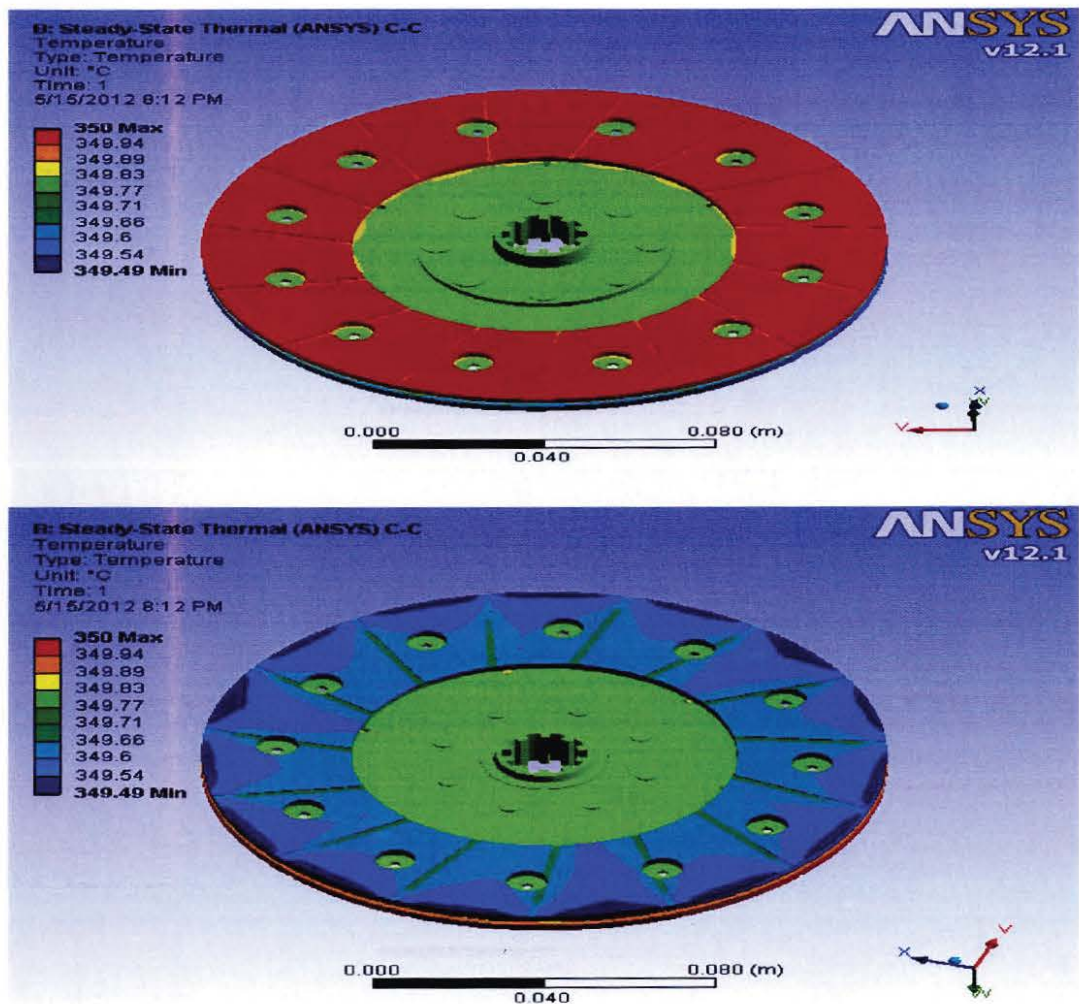 B: Steady-State Thermal (ANSYS) C-C
Temperature
Type: Temperature
Unit: °C
Time: 1
5/15/2012 8:12 PM
ANSYS
v12.1
350 Max
349.94
349.89
349.83
349.77
349.71
349.66
349.6
349.54
349.49 Min
0.000
0.080 (m)
0.040
X
B: Steady-State Thermal (ANSYS) C-C
Temperature
Type: Temperature
Unit: °C
Time: 1
5/15/2012 8:12 PM
ANSYS
v12.1
350 Max
349.94
349.89
349.83
349.77
349.71
349.66
349.6
349.54
349.49 Min
0.000
0.080 (m)
0.040
X